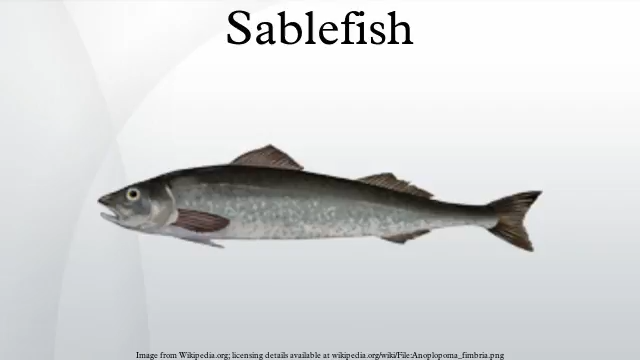 Sablefish
Image from Wikipedia.org; licensing details available at wikipedia.org/wiki/File:Anoplopoma_fimbria.png